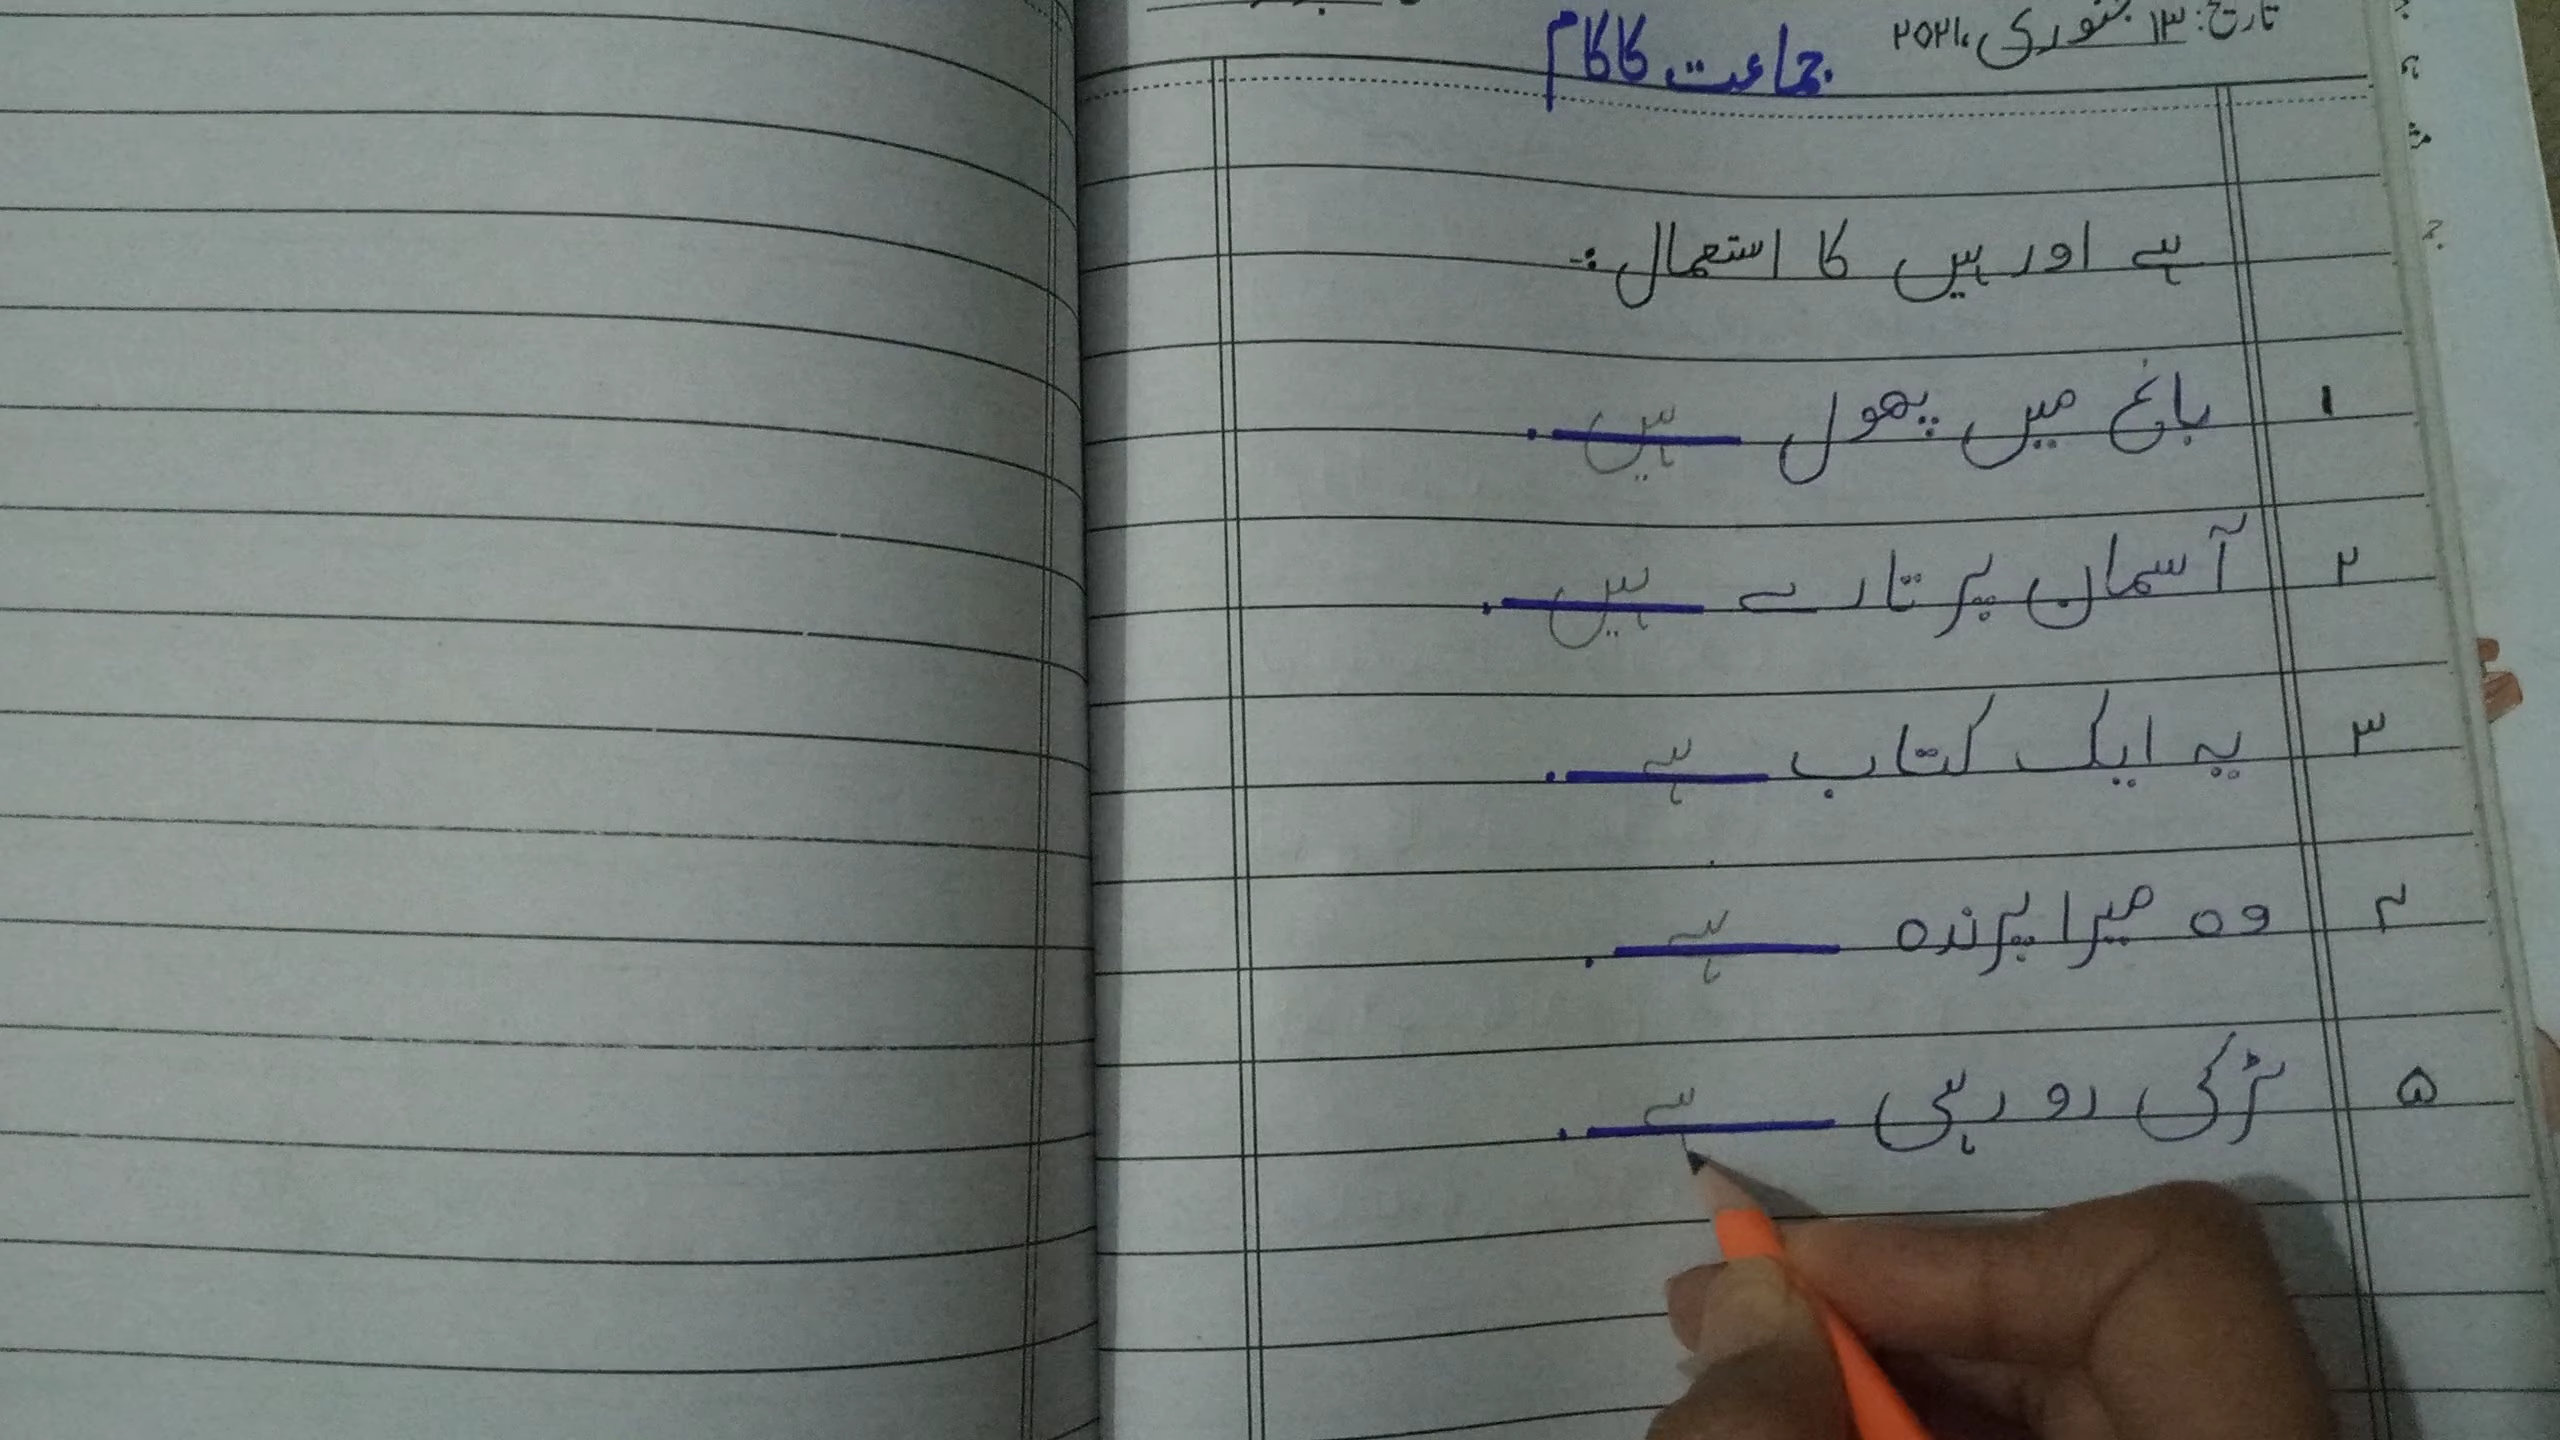 تاریخ: ۱۳ جنوری، ۲۰۲۱
جماعت کا کام
ہے اور ہیں کا استعمال:-
۱ باغ میں پھول ہیں.
۲ آسمان پر تارے ہیں.
۳ یہ ایک کتاب ہے.
۴ وہ میرا پرندہ ہے.
۵ لڑکی رو رہی ہے.